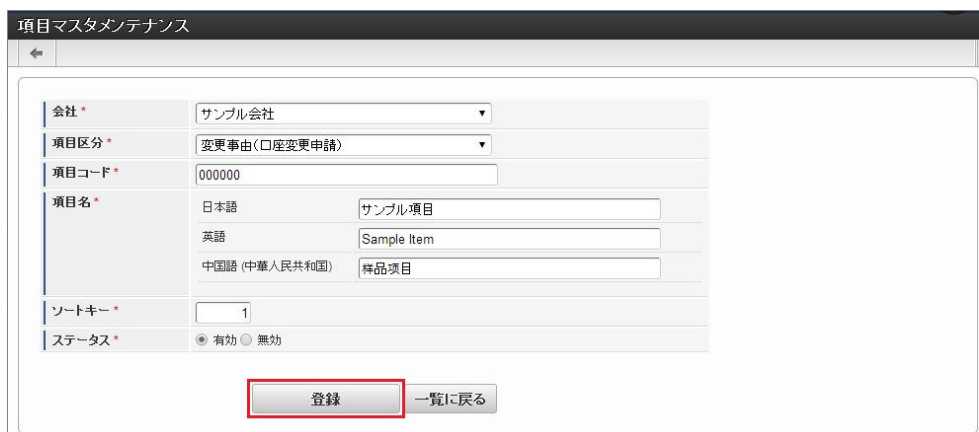 項目マスタメンテナンス
会社 * サンプル会社
項目区分 * 変更事由(口座変更申請)
項目コード * 000000
項目名 * 日本語 サンプル項目
英語 Sample Item
中国語 (中華人民共和国) 样品项目
ソートキー * 1
ステータス * 有効 無効
登録 一覧に戻る